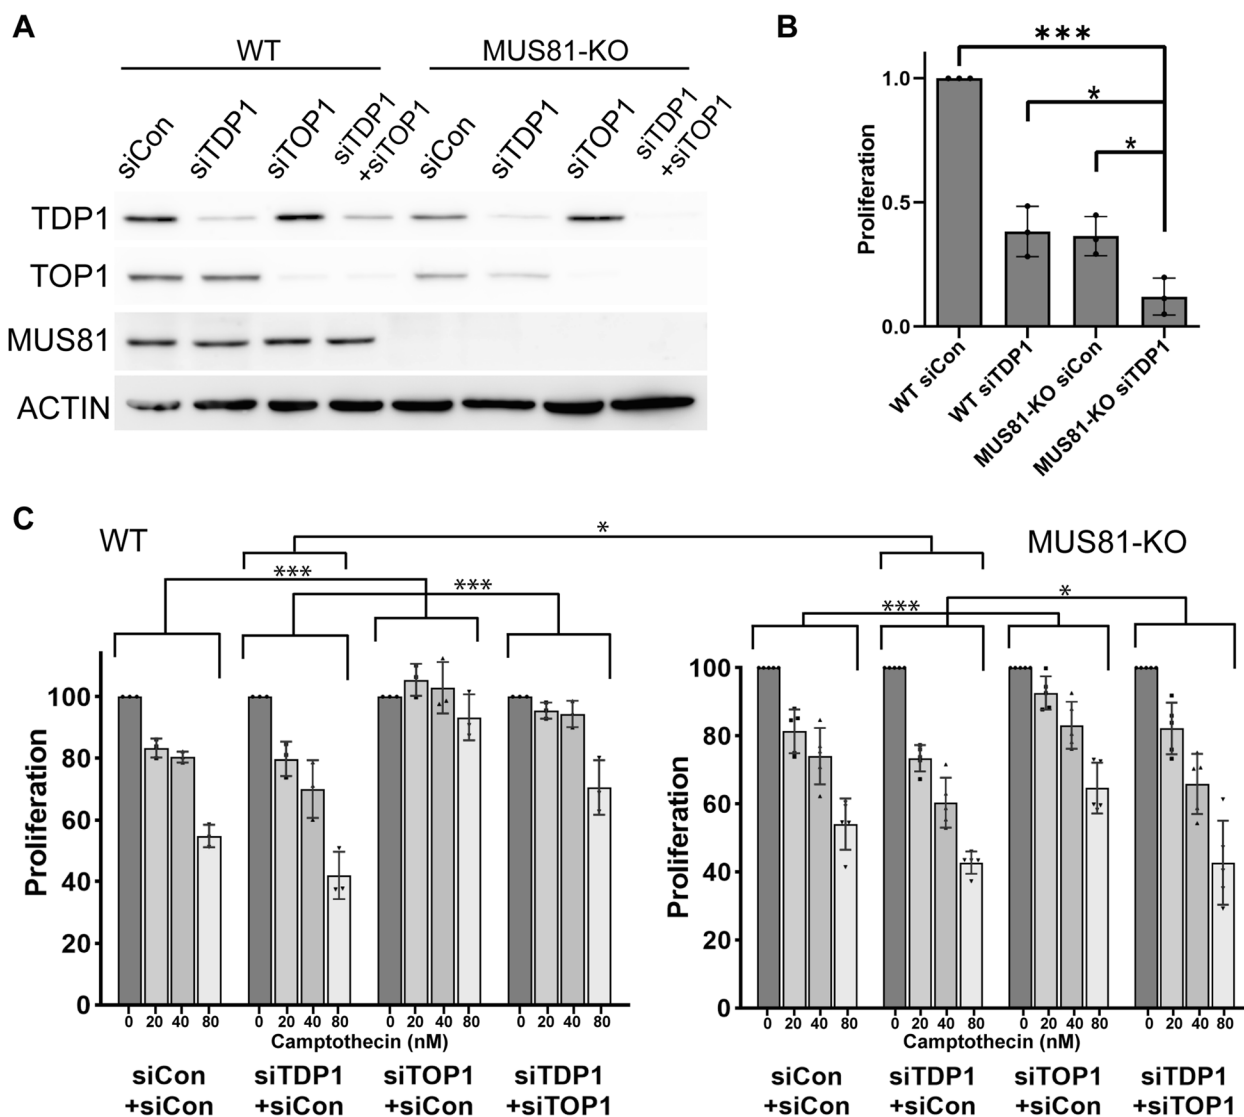 A
WT
MUS81-KO
siCon
siTDP1
siTOP1
siTDP1
+siTOP1
siCon
siTDP1
siTOP1
siTDP1
+siTOP1
TDP1
TOP1
MUS81
ACTIN
B
***
*
*
Proliferation
1.0
0.5
0.0
WT siCon
WT siTDP1
MUS81-KO siCon
MUS81-KO siTDP1
C
WT
MUS81-KO
*
***
***
Proliferation
100
80
60
40
20
0
0 20 40 80 0 20 40 80 0 20 40 80 0 20 40 80
Camptothecin (nM)
siCon
+siCon
siTDP1
+siCon
siTOP1
+siCon
siTDP1
+siTOP1
***
*
Proliferation
100
80
60
40
20
0
0 20 40 80 0 20 40 80 0 20 40 80 0 20 40 80
Camptothecin (nM)
siCon
+siCon
siTDP1
+siCon
siTOP1
+siCon
siTDP1
+siTOP1